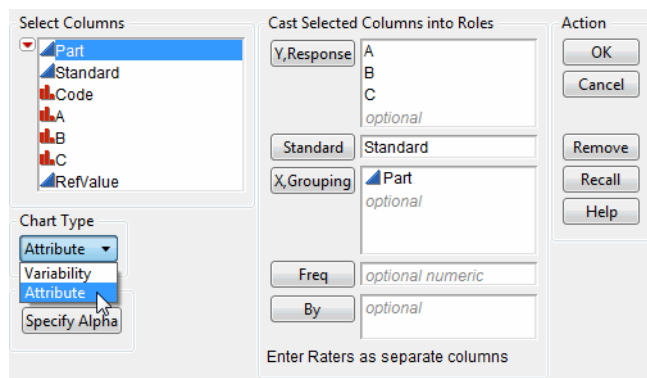 Select Columns
Part
Standard
Code
A
B
C
RefValue
Chart Type
Attribute
Variability
Attribute
Specify Alpha
Cast Selected Columns into Roles
Y,Response
A
B
C
optional
Standard
Standard
X,Grouping
Part
optional
Freq
optional numeric
By
optional
Enter Raters as separate columns
Action
OK
Cancel
Remove
Recall
Help